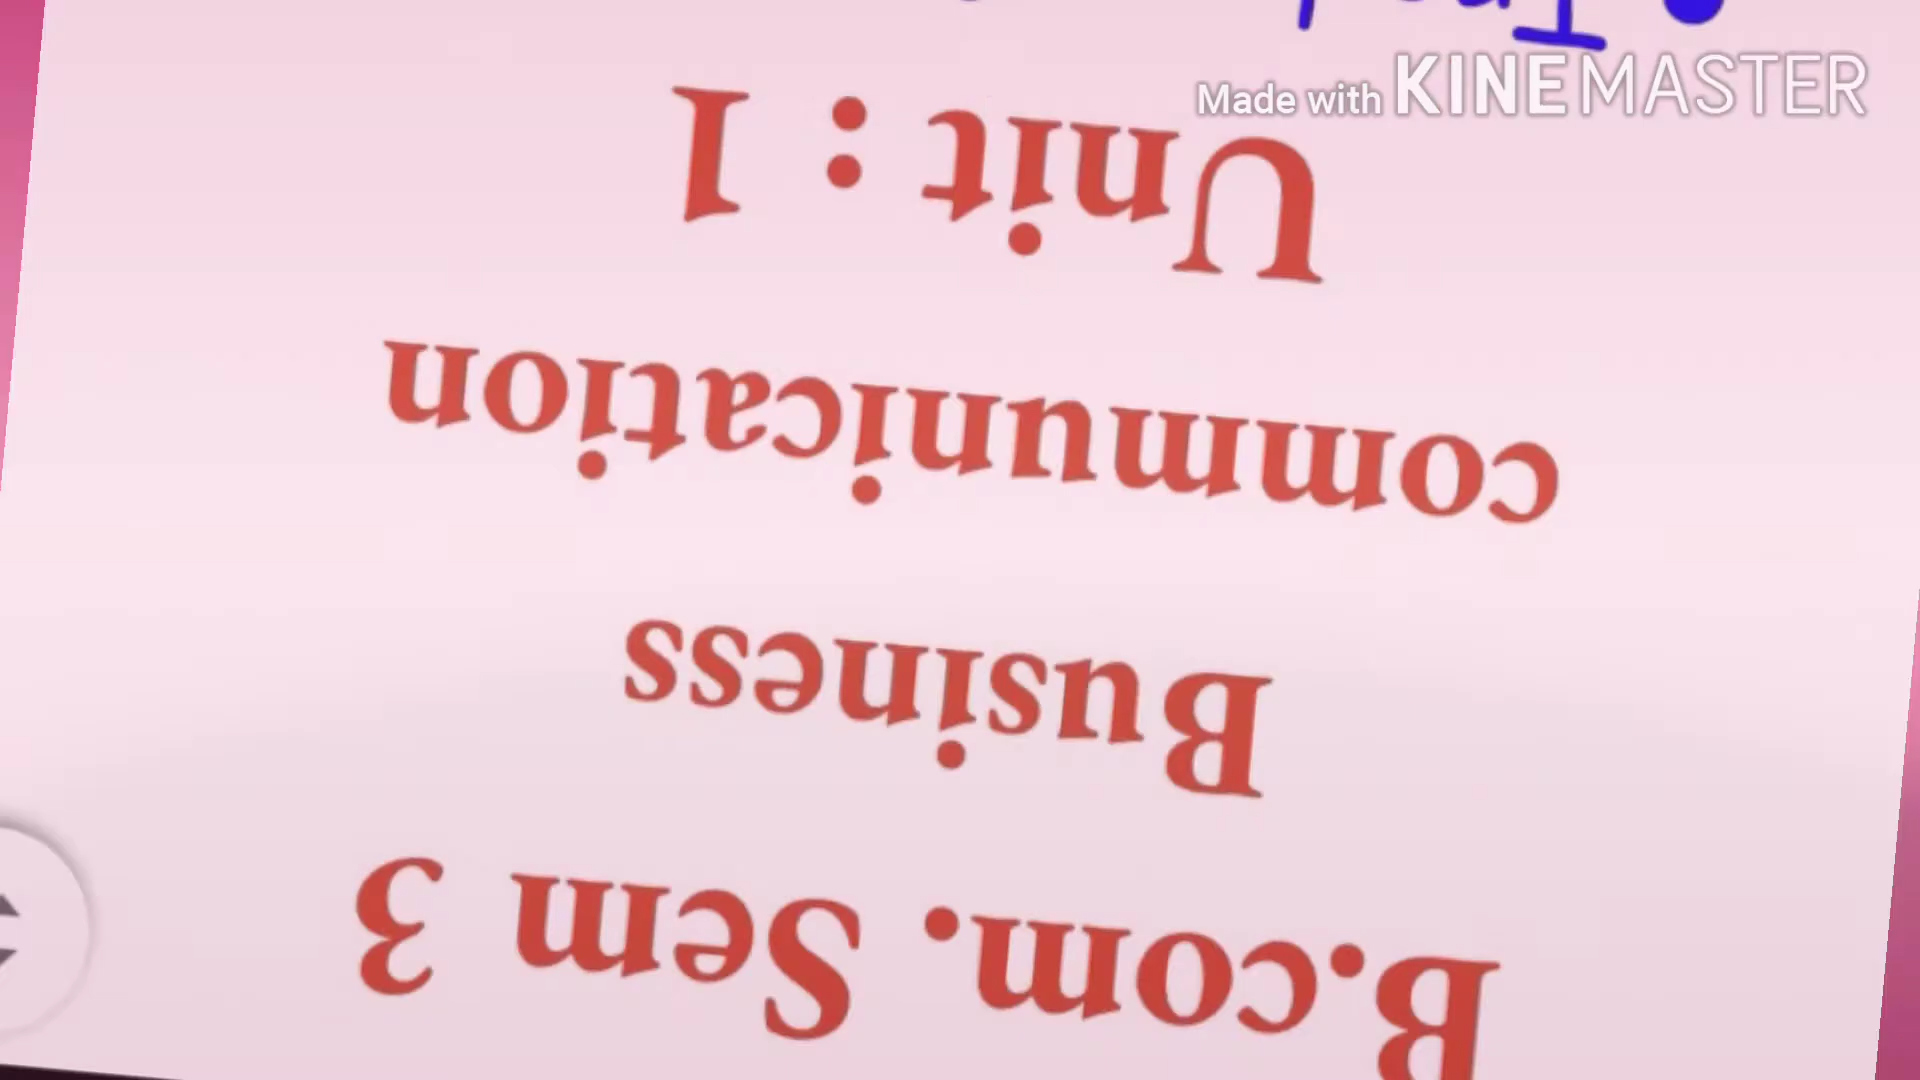 B.com. Sem 3
Business
communication
Unit : 1
Made with KINEMASTER